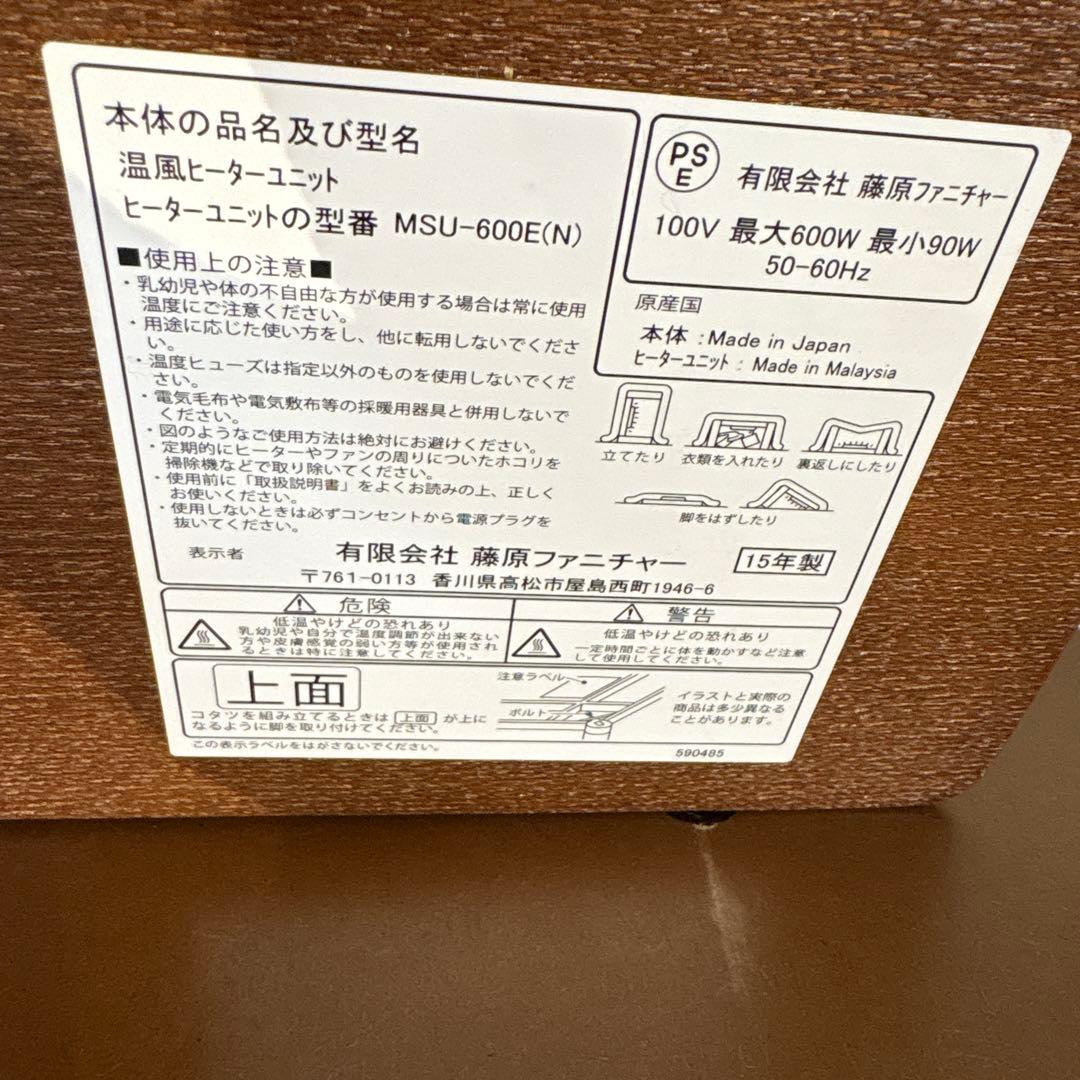 本体の品名及び型名
温風ヒーターユニット
ヒーターユニットの型番 MSU-600E(N)
■使用上の注意■
・乳幼児や体の不自由な方が使用する場合は常に使用
温度にご注意ください。
・用途に応じた使い方をし、他に転用しないでくださ
い。
・温度ヒューズは指定以外のものを使用しないでくだ
さい。
・電気毛布や電気敷布等の採暖用器具と併用しないで
ください。
・図のようなご使用方法は絶対にお避けください。
・定期的にヒーターやファンの周りについたホコリを
掃除機などで取り除いてください。
・使用前に「取扱説明書」をよくお読みの上、正しく
お使いください。
・使用しないときは必ずコンセントから電源プラグを
抜いてください。
PS
E
有限会社 藤原ファニチャー
100V 最大600W 最小90W
50-60Hz
原産国
本体 : Made in Japan
ヒーターユニット : Made in Malaysia
立てたり 衣類を入れたり 裏返しにしたり
脚をはずしたり
表示者 有限会社 藤原ファニチャー 15年製
〒761-0113 香川県高松市屋島西町1946-6
危険
低温やけどの恐れあり
乳幼児や自分で温度調節が出来ない
方や皮膚感覚の弱い方等が使用され
るときは特に注意してください。
警告
低温やけどの恐れあり
一定時間ごとに体を動かすなど注意
して使用してください。
上面
コタツを組み立てるときは 上面 が上に
なるように脚を取り付けてください。
注意ラベル
ボルト
イラストと実際の
商品は多少異なる
ことがあります。
この表示ラベルをはがさないでください。
590485